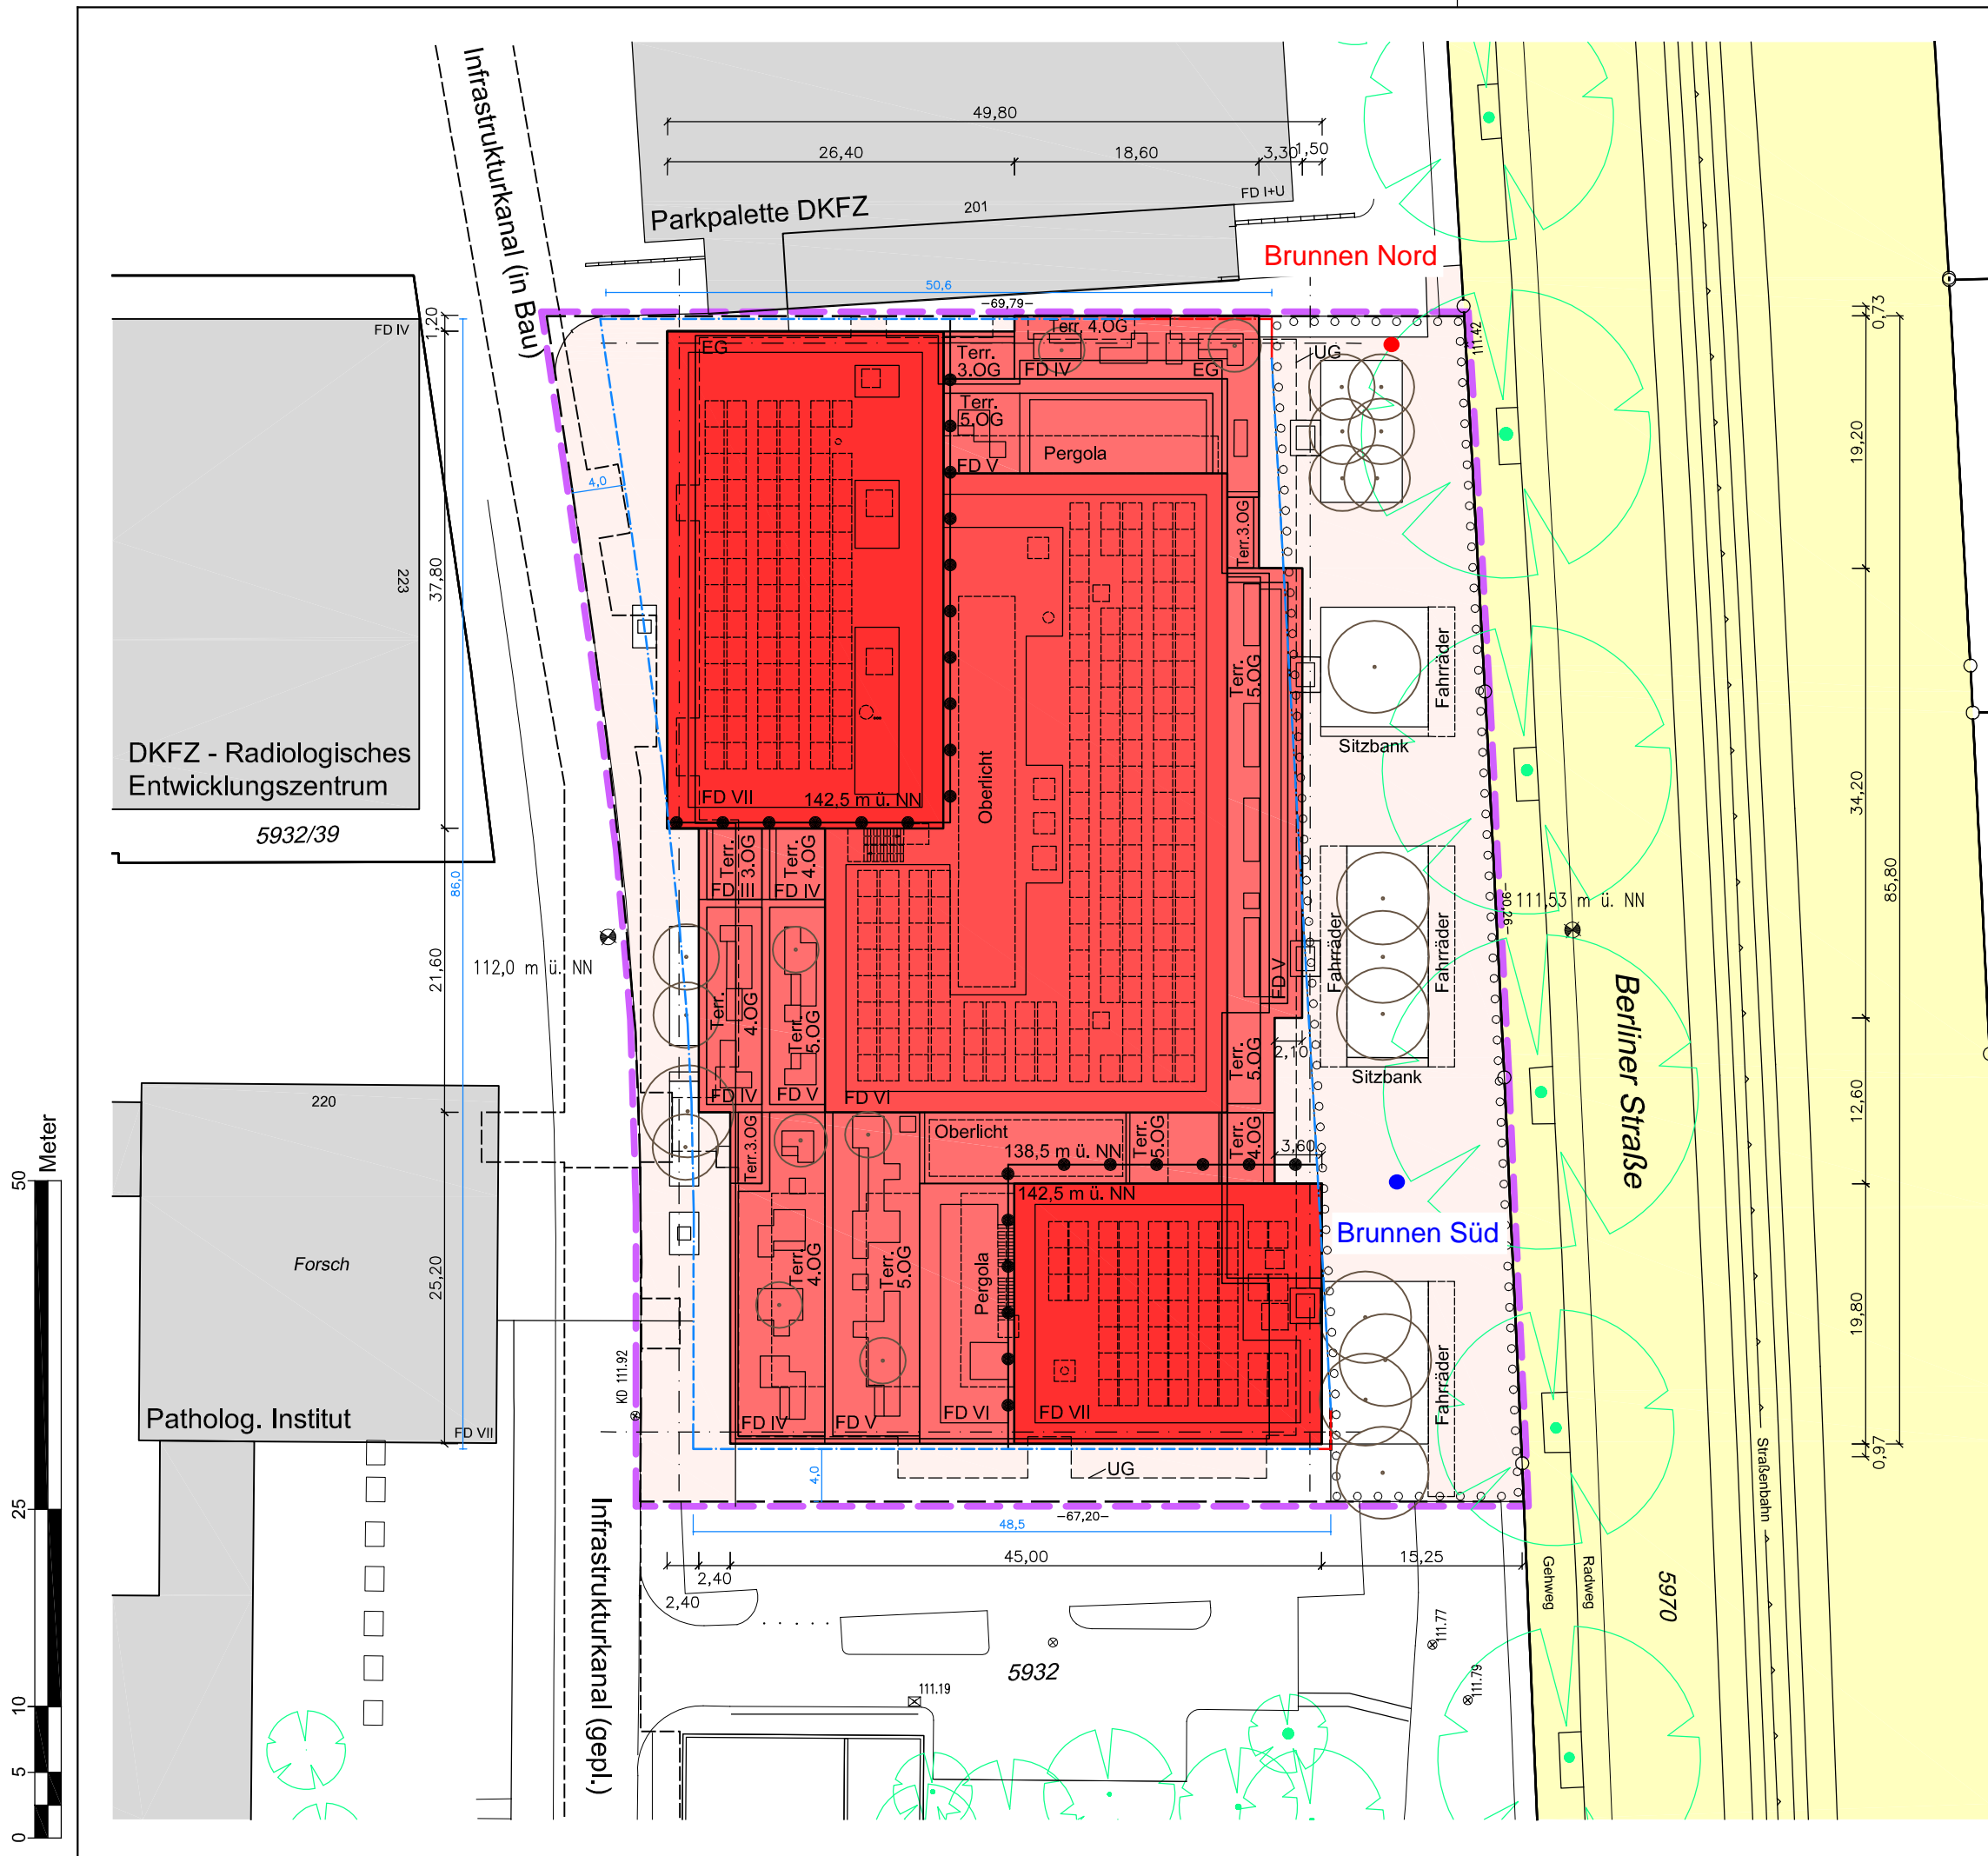 Infrastrukturkanal (in Bau)
49,80
26,40
18,60
3,30
1,50
Parkpalette DKFZ
201
FD I+U
Brunnen Nord
50,6
69,79
0,73
1,20
FD IV
111.42
EG
Terr. 4.OG
Terr.
3.OG
FD IV
EG
UG
Terr.
5.OG
Pergola
FD V
4,0
19,20
Terr.3.OG
223
37,80
Fahrräder
Terr.
5.OG
DKFZ - Radiologisches
Entwicklungszentrum
Sitzbank
Oberlicht
FD VII
142.5 m ü. NN
34,20
5932/39
Terr.
3.OG
Terr.
4.OG
FD III
FD IV
86,0
85,80
90,26
111,53 m ü. NN
Fahrräder
Fahrräder
112,0 m ü. NN
21,60
FD V
Terr.
4.OG
Terr.
5.OG
Berliner Straße
2,10
Terr.
5.OG
Sitzbank
FD IV
FD V
FD VI
220
12,60
Terr.3.OG
Oberlicht
138,5 m ü. NN
Terr.
5.OG
Terr.
4.OG
3,60
50
Meter
142,5 m ü. NN
Brunnen Süd
Forsch
25,20
Terr.
4.OG
Terr.
5.OG
Pergola
19,80
KD 111.92
Fahrräder
Patholog. Institut
FD VII
FD IV
FD V
FD VI
FD VII
0,97
4,0
UG
Straßenbahn
25
48,5
67,20
Infrastrukturkanal (gepl.)
45,00
15,25
2,40
2,40
Gehweg
Radweg
5970
111.77
5932
111.19
111.79
10
5
0